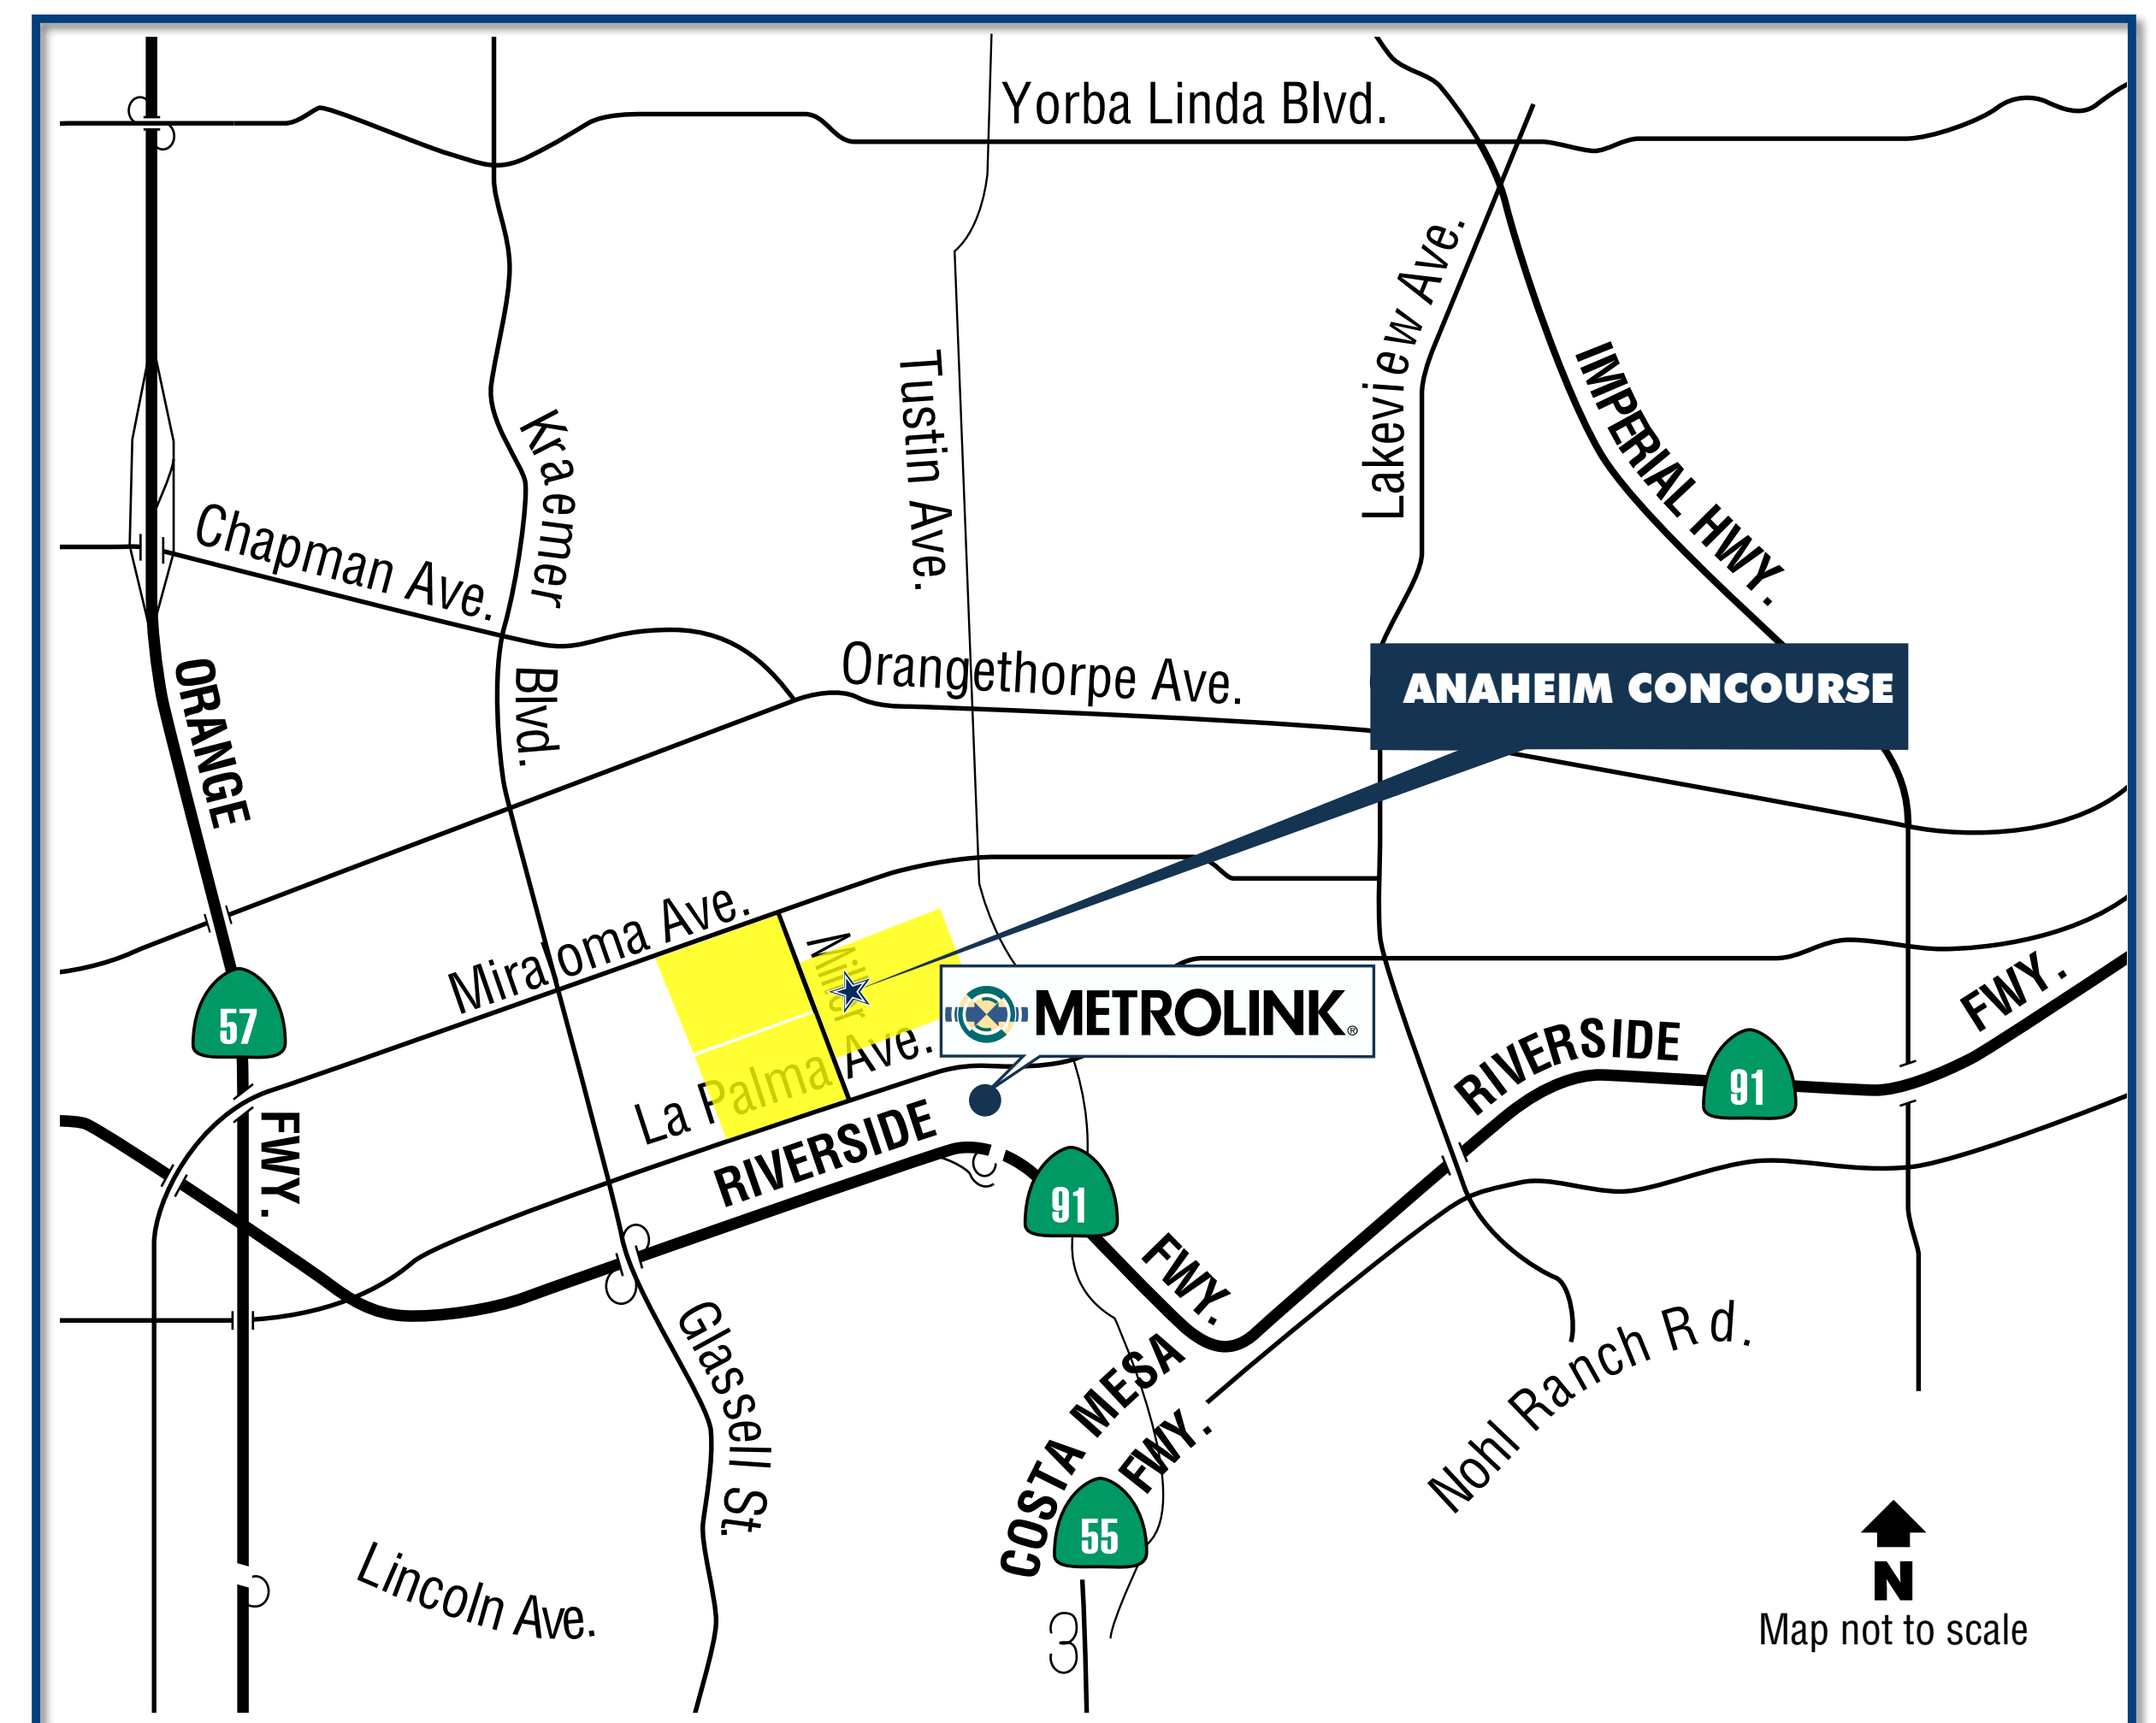 Yorba Linda Blvd.
Lakeview Ave.
Tustin Ave.
IMPERIAL HWY.
Kraemer
Blvd.
Chapman Ave.
Orangethorpe Ave.
ANAHEIM CONCOURSE
ORANGE
57
FWY.
Miraloma Ave.
Miller
METROLINK®
La Palma Ave.
RIVERSIDE
91
FWY.
RIVERSIDE
91
FWY.
Glassell St.
COSTA MESA
FWY.
55
Nohl Ranch Rd.
Lincoln Ave.
N
Map not to scale